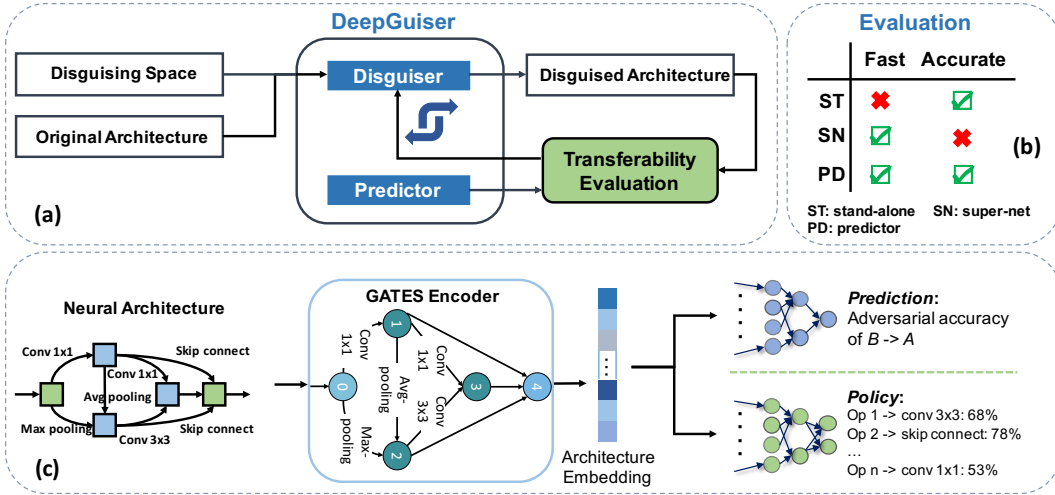 DeepGuiser
Disguising Space
Original Architecture
Disguiser
Predictor
Disguised Architecture
Transferability
Evaluation
(a)
Evaluation
Fast Accurate
ST
SN
PD
(b)
ST: stand-alone SN: super-net
PD: predictor
Neural Architecture
Conv 1x1
Skip connect
Conv 1x1
Avg pooling
Max pooling
Conv 3x3
Skip connect
(c)
GATES Encoder
0
1
2
3
4
Conv
1x1
Max-
pooling
Avg-
pooling
Conv
1x1
Conv
3x3
...
Architecture
Embedding
Prediction:
Adversarial accuracy
of B -> A
Policy:
Op 1 -> conv 3x3: 68%
Op 2 -> skip connect: 78%
...
Op n -> conv 1x1: 53%